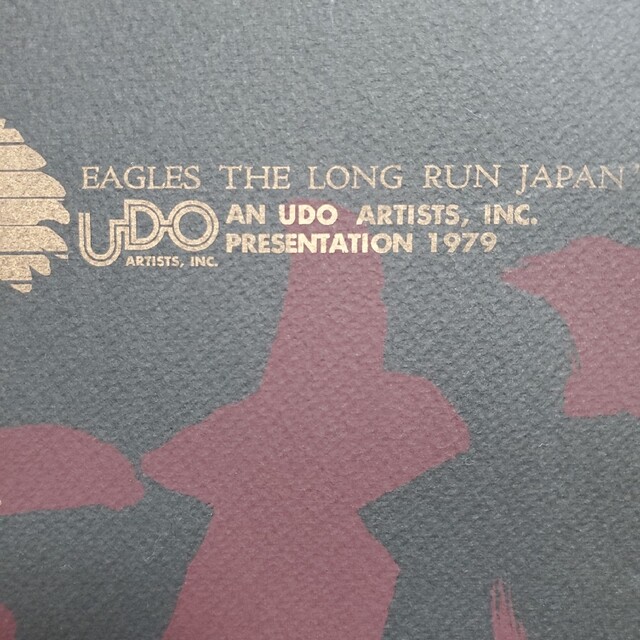 EAGLES THE LONG RUN JAPAN
UDO
ARTISTS, INC.
AN UDO ARTISTS, INC.
PRESENTATION 1979